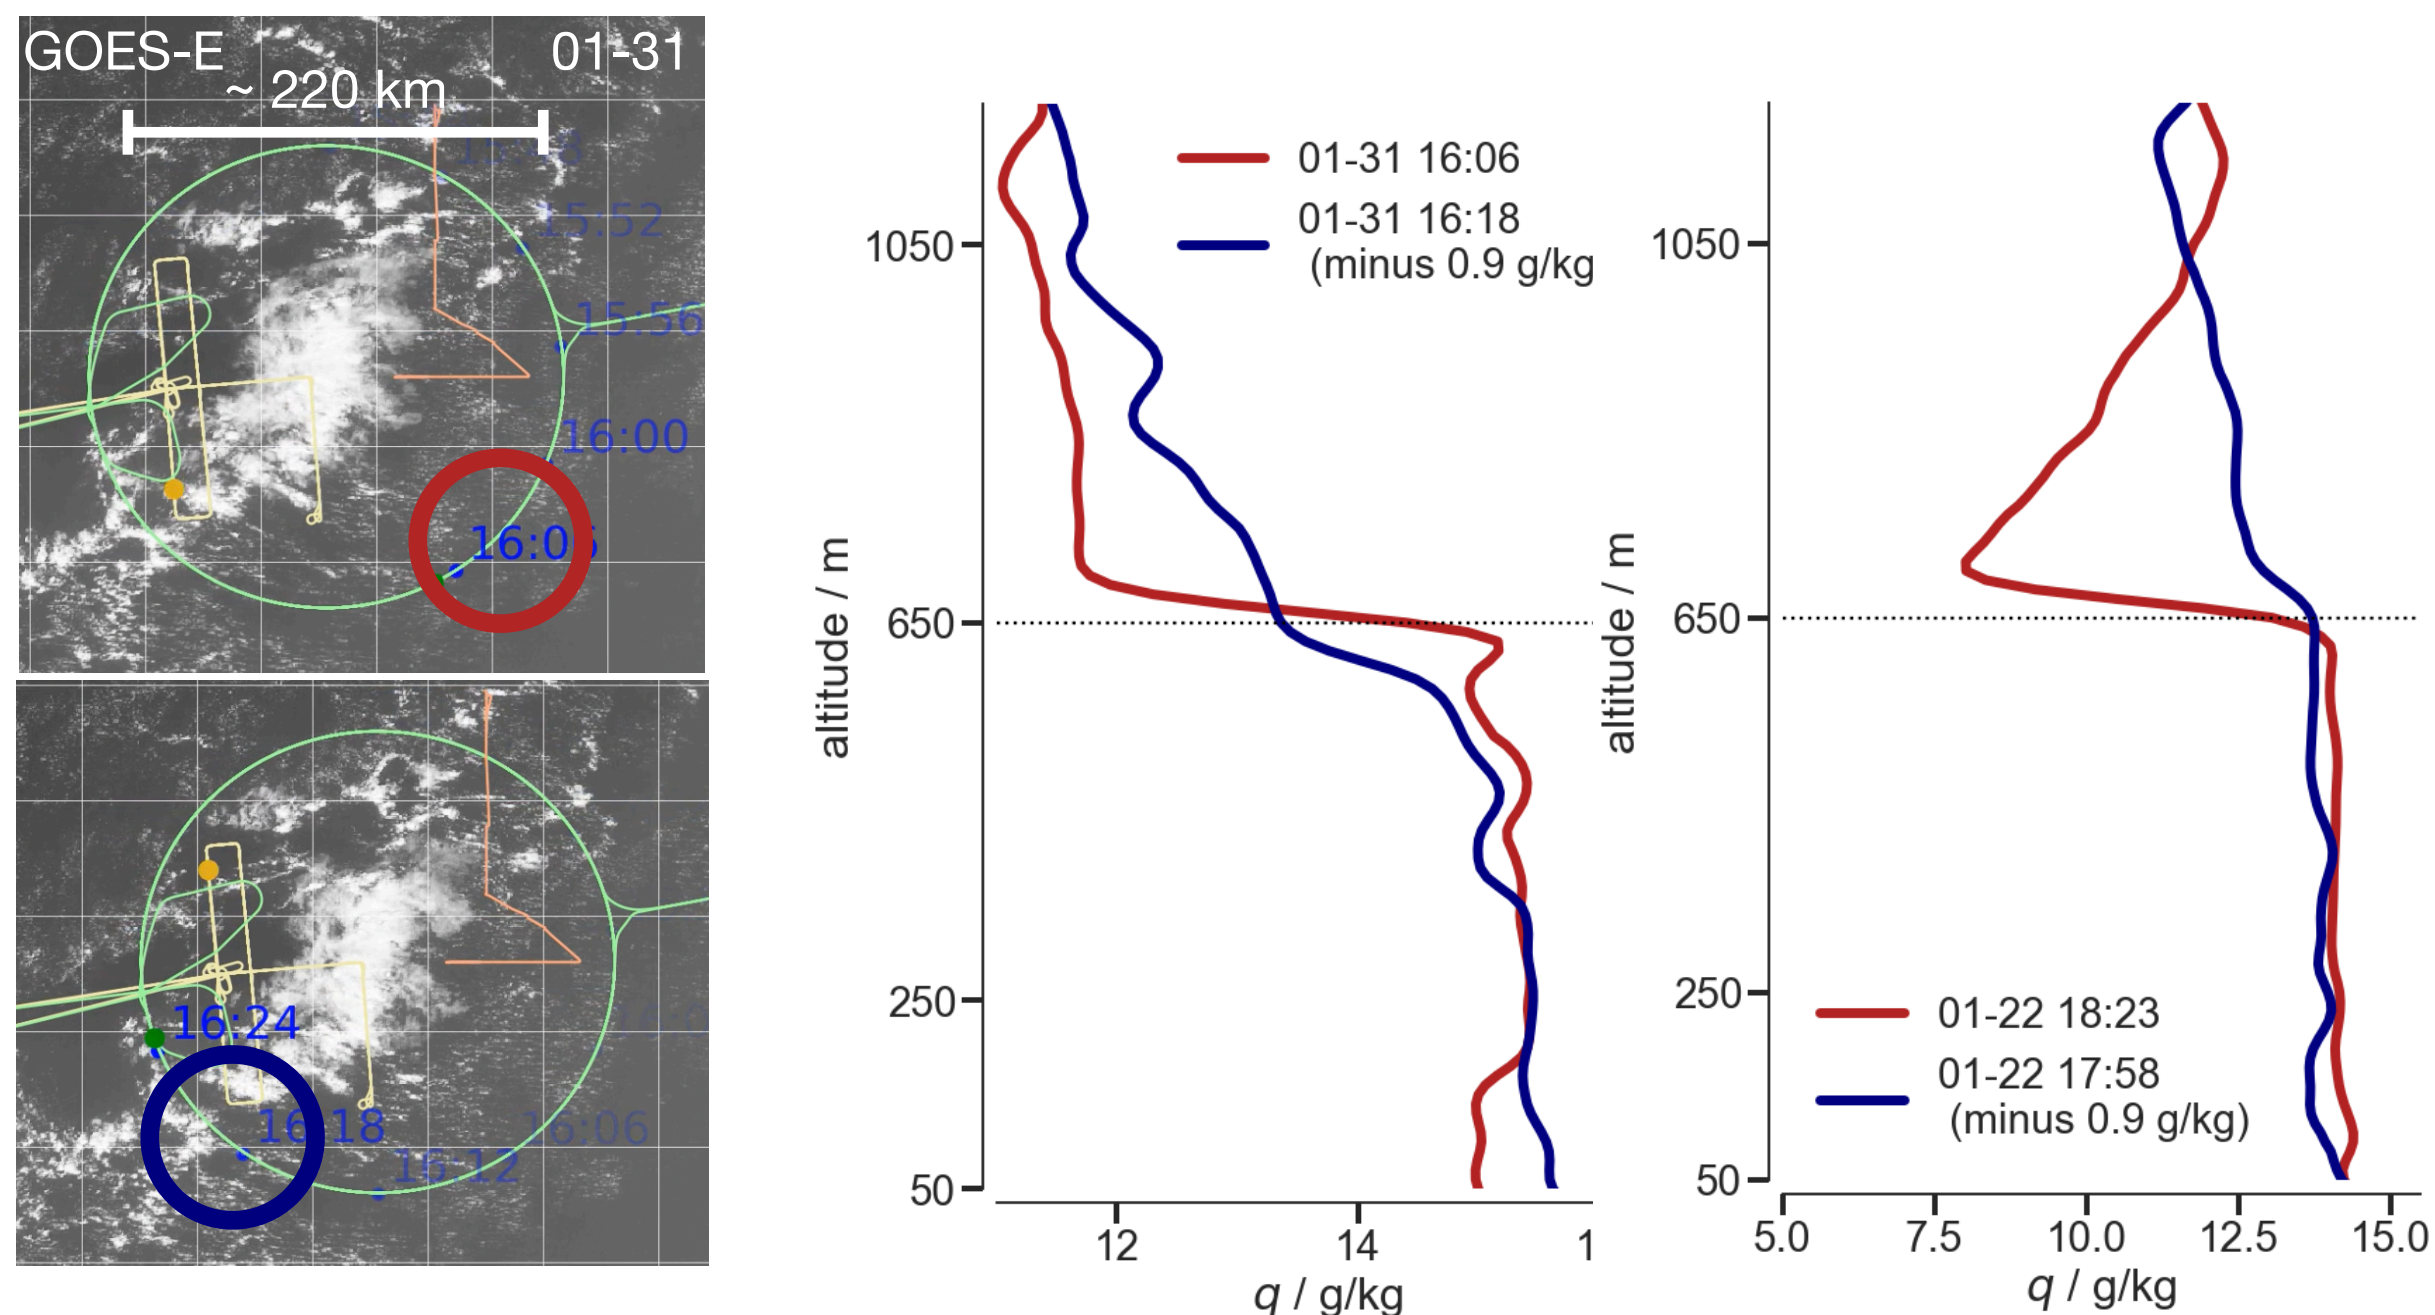 GOES-E 01-31
~ 220 km
15:52
15:56
16:00
16:24
16:18
16:12
16:06
1050
650
250
50
altitude / m
12 14 1
q / g/kg
01-31 16:06
01-31 16:18
(minus 0.9 g/kg
1050
650
250
50
altitude / m
5.0 7.5 10.0 12.5 15.0
q / g/kg
01-22 18:23
01-22 17:58
(minus 0.9 g/kg)